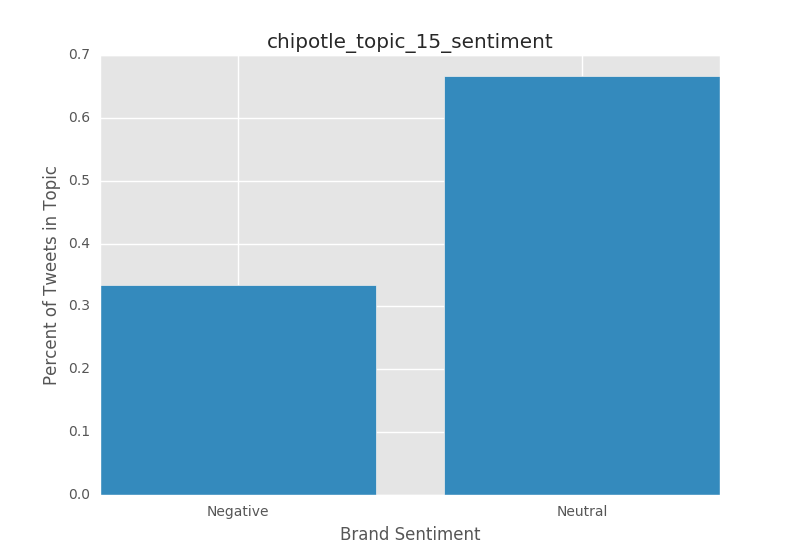 chipotle_topic_15_sentiment
0.7
0.6
0.5
0.4
0.3
0.2
0.1
0.0
Percent of Tweets in Topic
Negative Neutral
Brand Sentiment